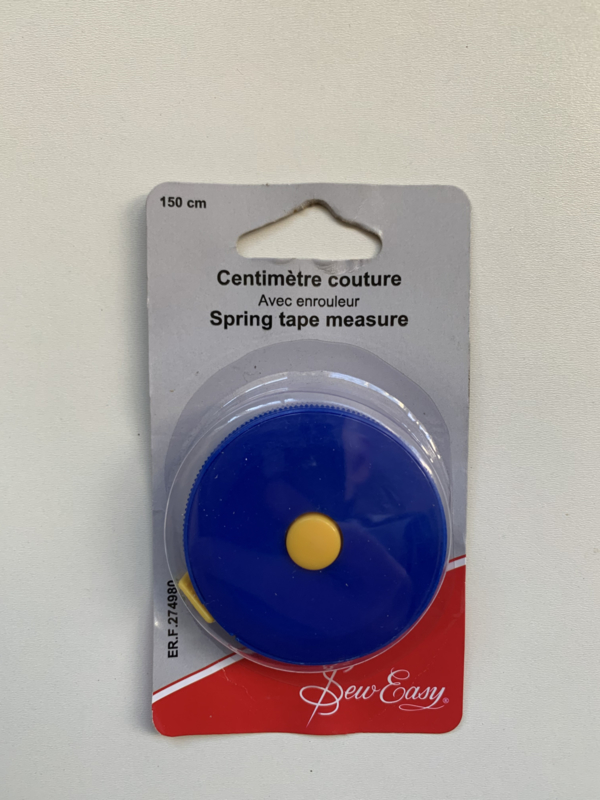 150 cm
Centimètre couture
Avec enrouleur
Spring tape measure
ER.F.274980
Sew Easy®